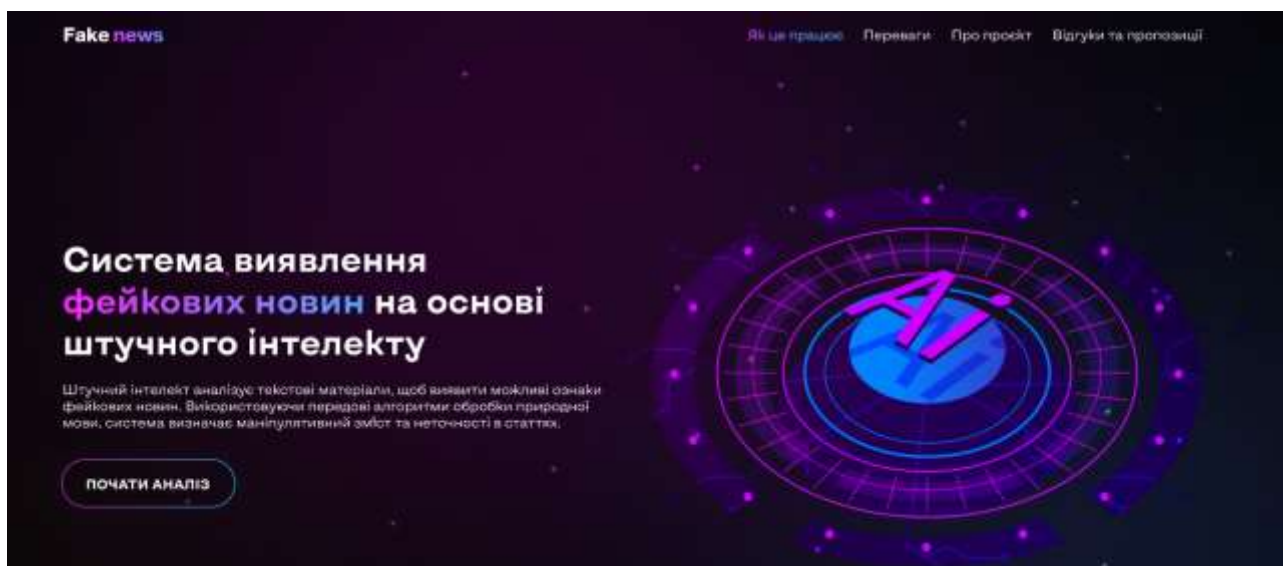 Fake news
Як це працює Переваги Про проєкт Відгуки та пропозиції
Система виявлення
фейкових новин на основі
штучного інтелекту
Штучний інтелект аналізує текстові матеріали, щоб виявити можливі ознаки
фейкових новин. Використовуючи передові алгоритми обробки природної
мови, система визначає маніпулятивний зміст та неточності в статтях.
ПОЧАТИ АНАЛІЗ
Ai